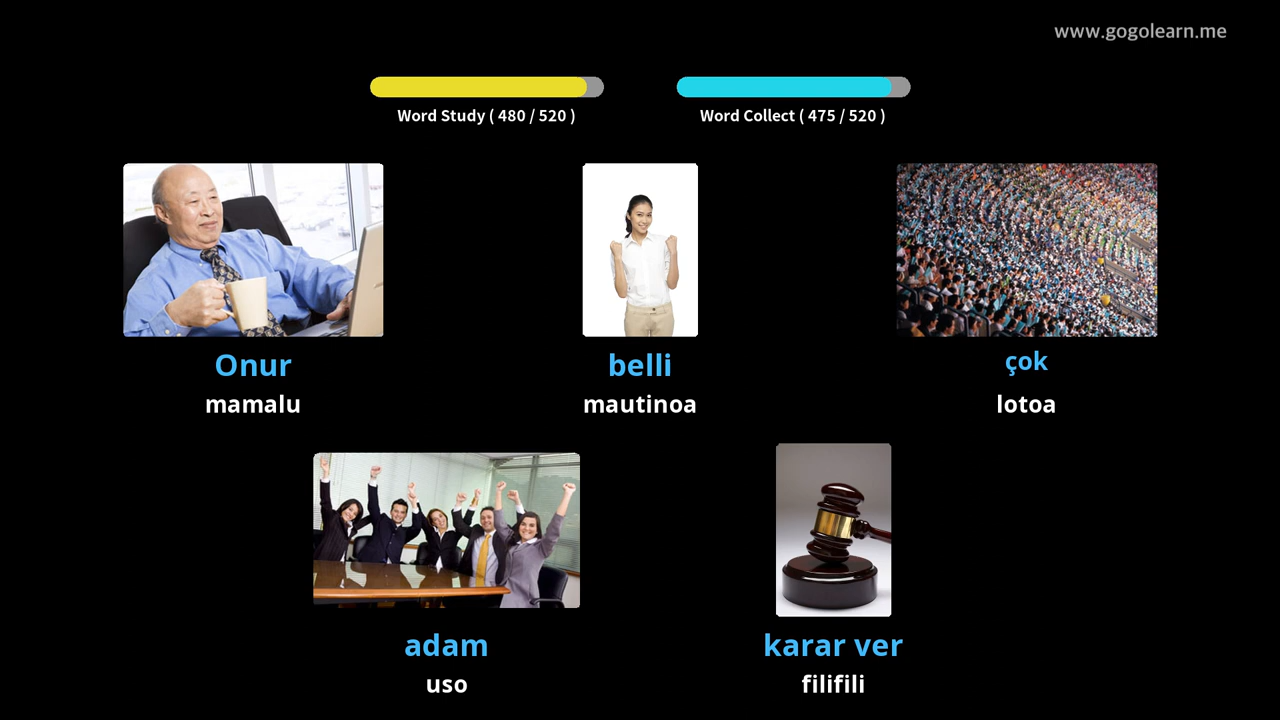 www.gogolearn.me
Word Study ( 480 / 520 )
Word Collect ( 475 / 520 )
Onur
mamalu
belli
mautinoa
çok
lotoa
adam
uso
karar ver
filifili